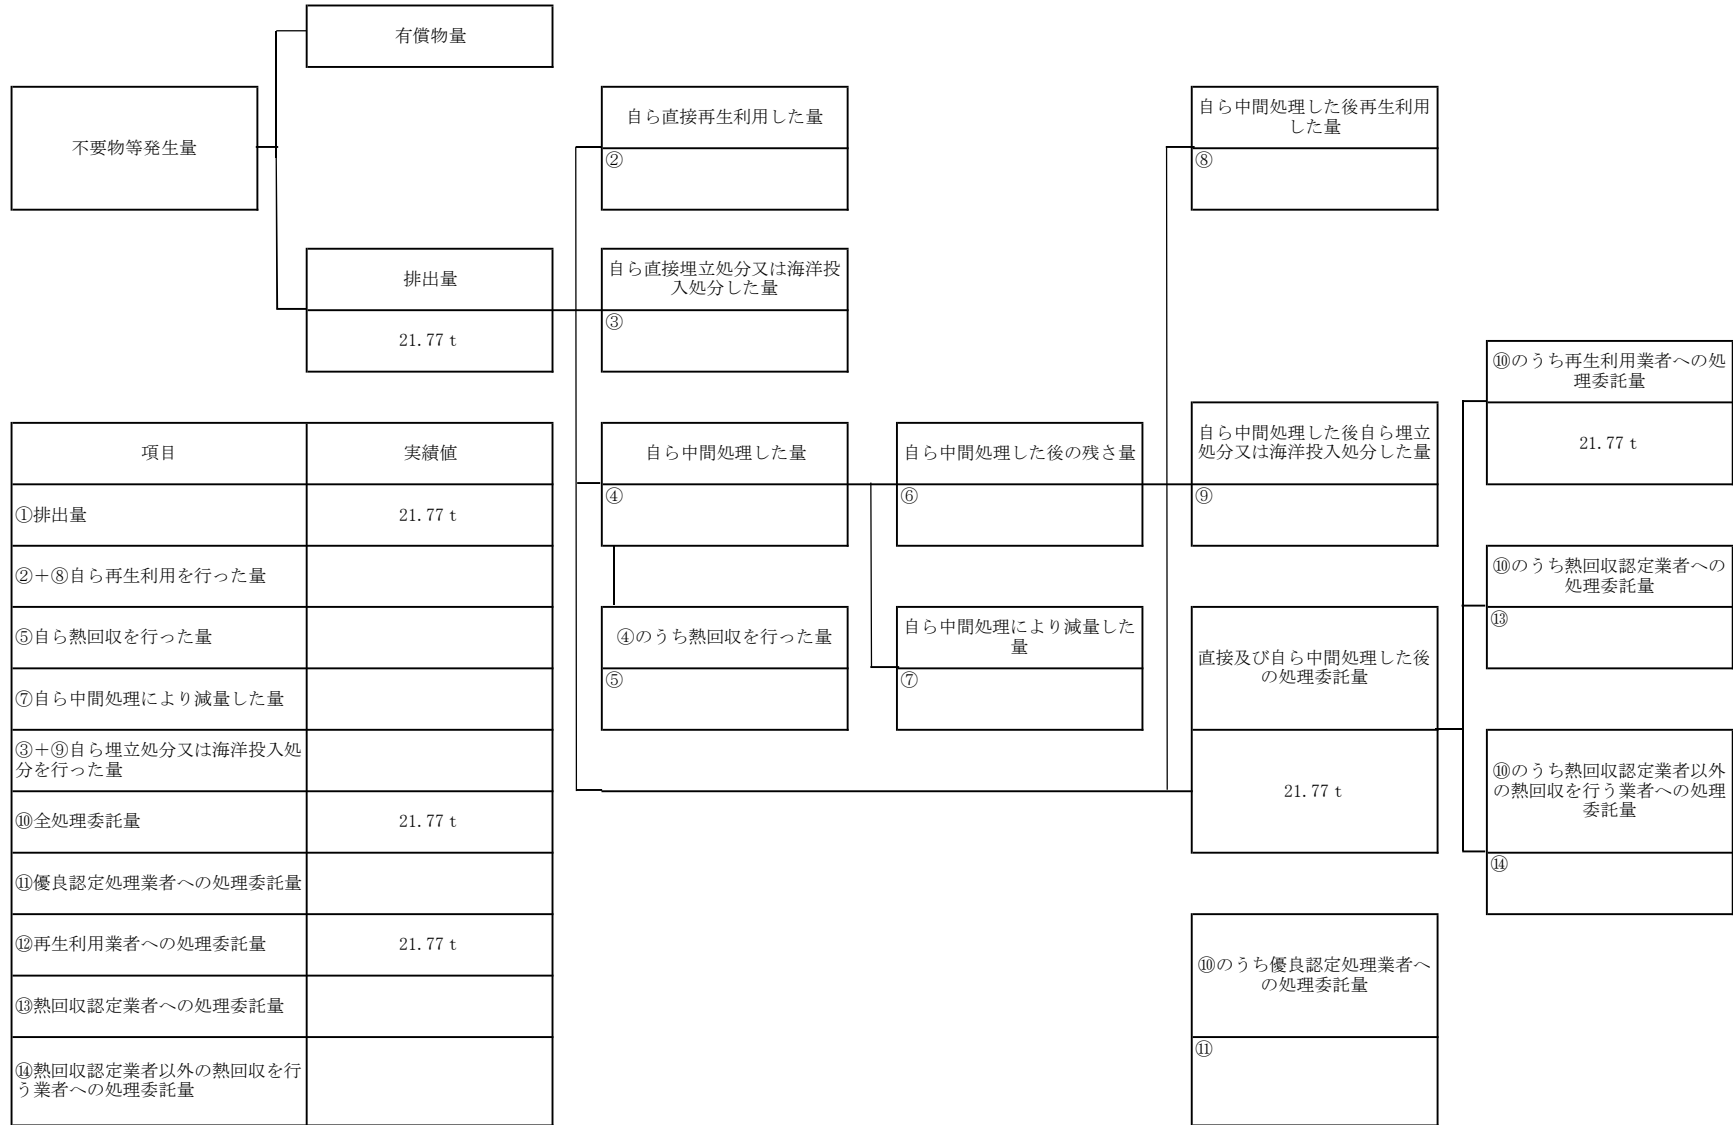 有償物量
不要物等発生量
自ら直接再生利用した量
②
自ら中間処理した後再生利用
した量
⑧
排出量
21.77 t
自ら直接埋立処分又は海洋投
入処分した量
③
⑩のうち再生利用業者への処
理委託量
21.77 t
項目
実績値
①排出量
21.77 t
②＋⑧自ら再生利用を行った量
⑤自ら熱回収を行った量
⑦自ら中間処理により減量した量
③＋⑨自ら埋立処分又は海洋投入処
分を行った量
⑩全処理委託量
21.77 t
⑪優良認定処理業者への処理委託量
⑫再生利用業者への処理委託量
21.77 t
⑬熱回収認定業者への処理委託量
⑭熱回収認定業者以外の熱回収を行
う業者への処理委託量
自ら中間処理した量
④
自ら中間処理した後の残さ量
⑥
自ら中間処理した後自ら埋立
処分又は海洋投入処分した量
⑨
④のうち熱回収を行った量
⑤
自ら中間処理により減量した
量
⑦
直接及び自ら中間処理した後
の処理委託量
21.77 t
⑩のうち熱回収認定業者への
処理委託量
⑬
⑩のうち熱回収認定業者以外
の熱回収を行う業者への処理
委託量
⑭
⑩のうち優良認定処理業者へ
の処理委託量
⑪